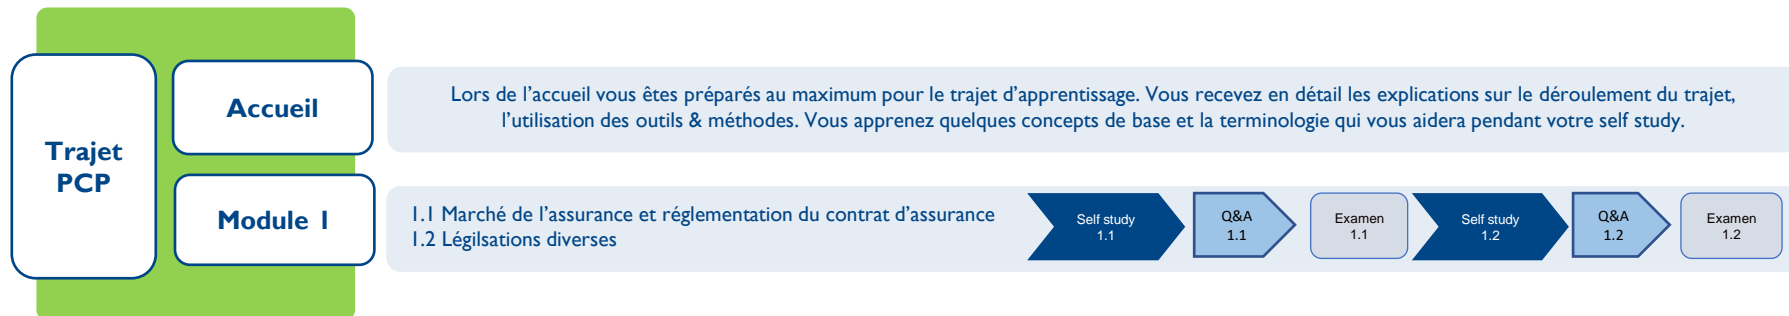 Trajet
PCP
Accueil
Lors de l’accueil vous êtes préparés au maximum pour le trajet d’apprentissage. Vous recevez en détail les explications sur le déroulement du trajet,
l’utilisation des outils & méthodes. Vous apprenez quelques concepts de base et la terminologie qui vous aidera pendant votre self study.
Module 1
1.1 Marché de l’assurance et réglementation du contrat d’assurance
1.2 Légilsations diverses
Self study
1.1
Q&A
1.1
Examen
1.1
Self study
1.2
Q&A
1.2
Examen
1.2